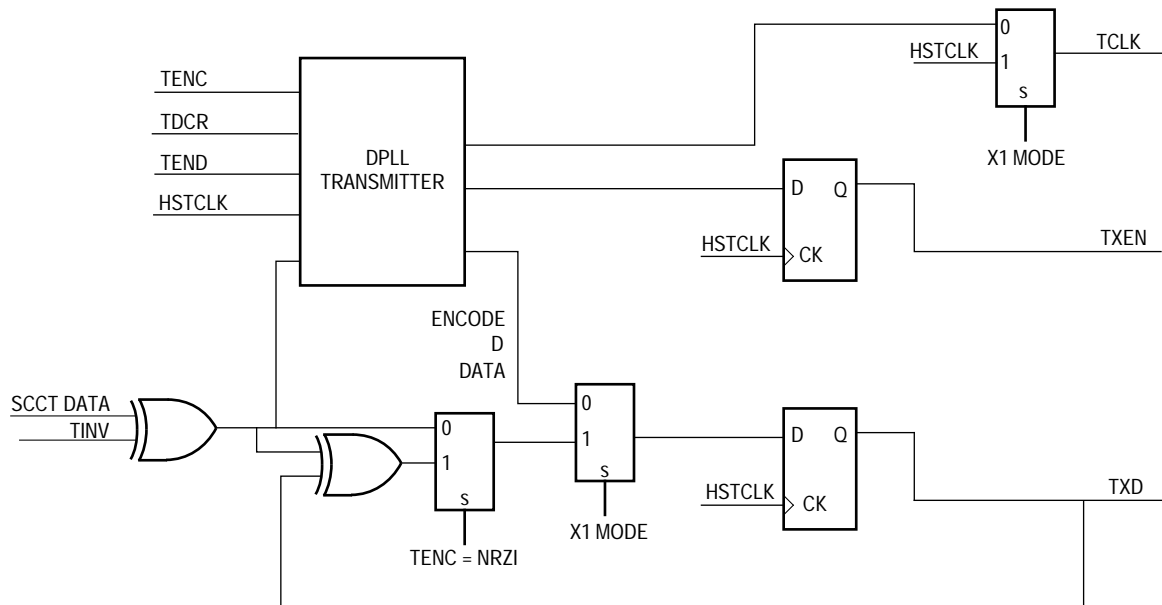 0
HSTCLK
1
TCLK
s
X1 MODE
TENC
TDCR
TEND
HSTCLK
DPLL
TRANSMITTER
D Q
HSTCLK
CK
TXEN
ENCODE
D
DATA
SCCT DATA
TINV
0
1
s
TENC = NRZI
0
1
s
X1 MODE
D Q
HSTCLK
CK
TXD